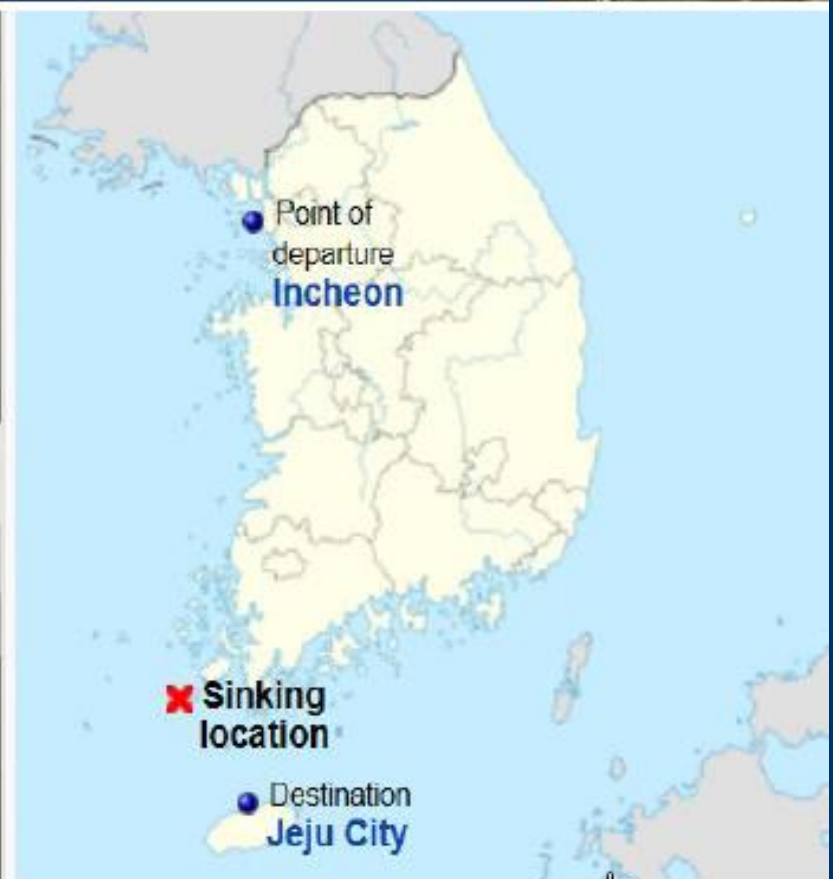 Point of
departure
Incheon
Sinking
location
Destination
Jeju City